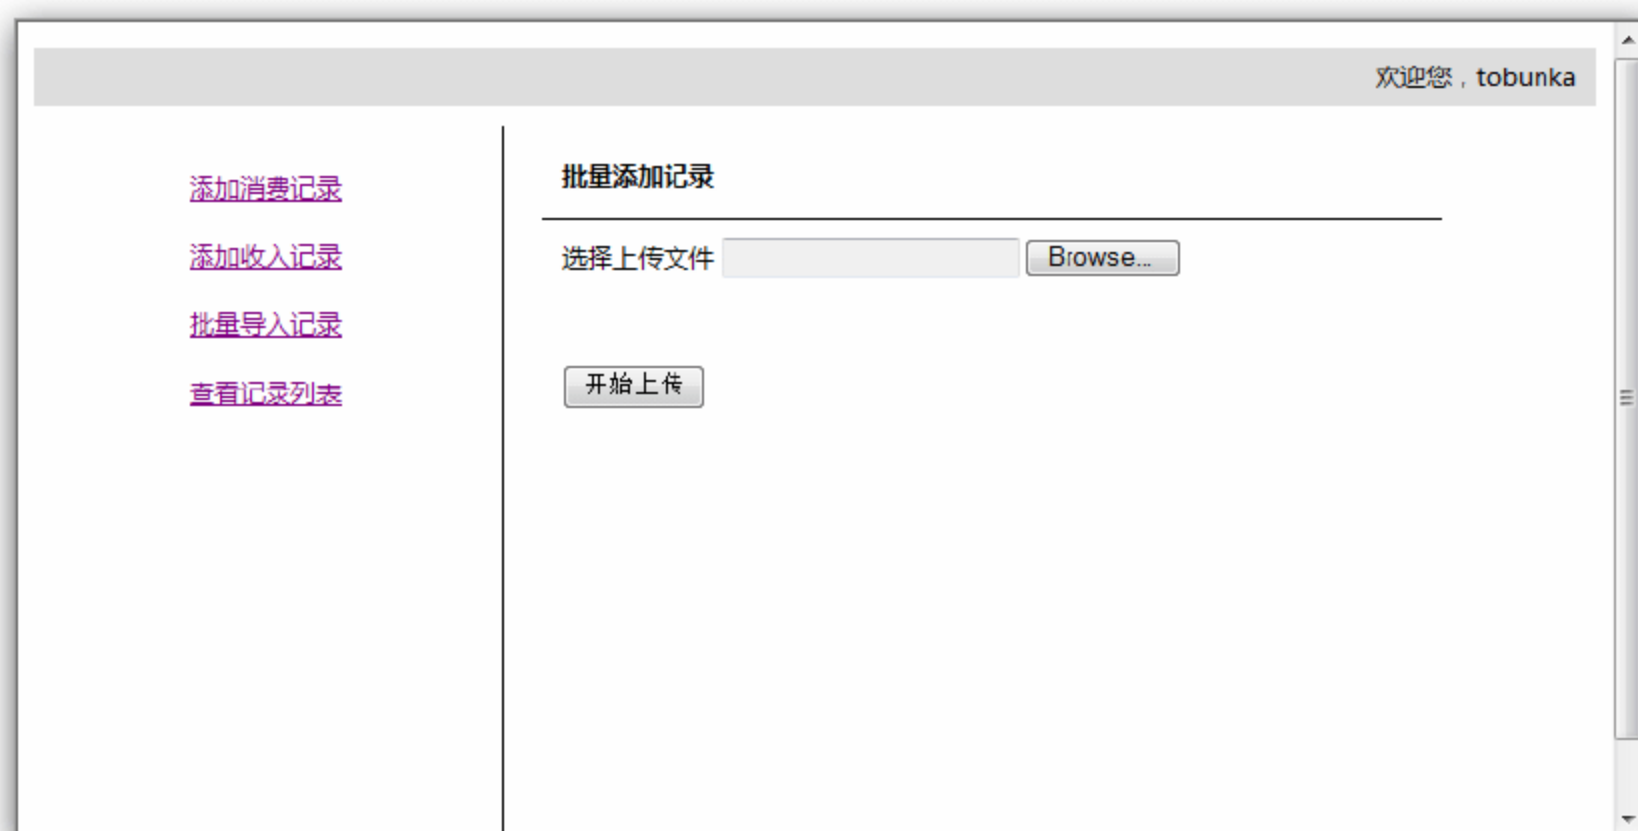 欢迎您，tobunka
添加消费记录
添加收入记录
批量导入记录
查看记录列表
批量添加记录
选择上传文件 Browse...
开始上传